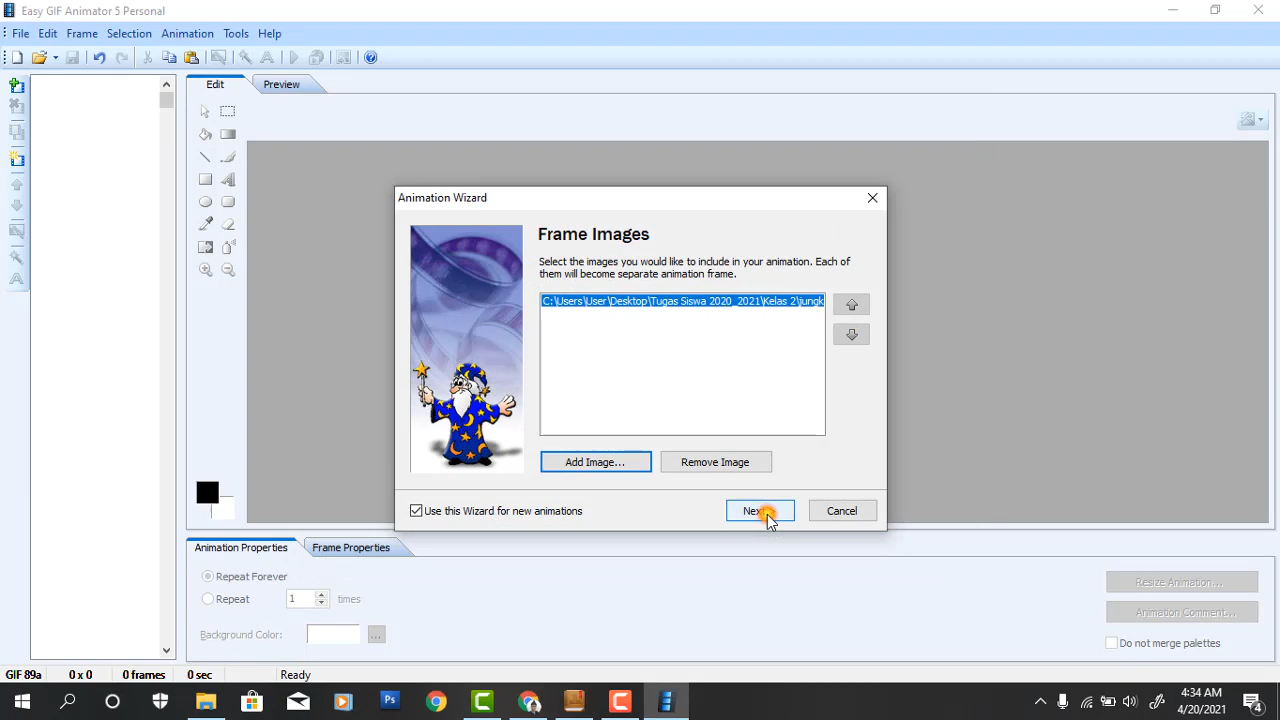 Easy GIF Animator 5 Personal
File Edit Frame Selection Animation Tools Help
Edit Preview
Animation Wizard
Frame Images
Select the images you would like to include in your animation. Each of
them will become separate animation frame.
C:\Users\User\Desktop\Tugas Siswa 2020_2021\Kelas 2\jungk
Add Image... Remove Image
Use this Wizard for new animations Cancel
Animation Properties Frame Properties
Repeat Forever
Repeat 1 times
Background Color: ...
Resize Animation...
Animation Comment...
Do not merge palettes
GIF 89a 0 x 0 0 frames 0 sec Ready
Ps
4:34 AM
4/20/2021